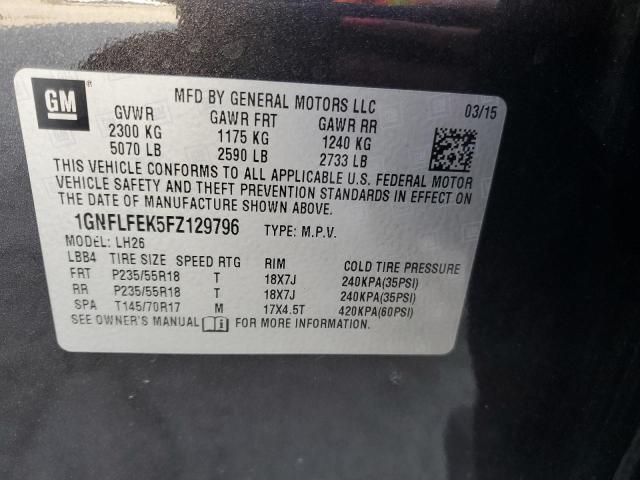 GM
MFD BY GENERAL MOTORS LLC 03/15
GVWR GAWR FRT GAWR RR
2300 KG 1175 KG 1240 KG
5070 LB 2590 LB 2733 LB
THIS VEHICLE CONFORMS TO ALL APPLICABLE U.S. FEDERAL MOTOR
VEHICLE SAFETY AND THEFT PREVENTION STANDARDS IN EFFECT ON
THE DATE OF MANUFACTURE SHOWN ABOVE.
1GNFLFEK5FZ129796 TYPE: M.P.V.
MODEL: LH26
LBB4 TIRE SIZE SPEED RTG RIM COLD TIRE PRESSURE
FRT P235/55R18 T 18X7J 240KPA(35PSI)
RR P235/55R18 T 18X7J 240KPA(35PSI)
SPA T145/70R17 M 17X4.5T 420KPA(60PSI)
SEE OWNER'S MANUAL FOR MORE INFORMATION.